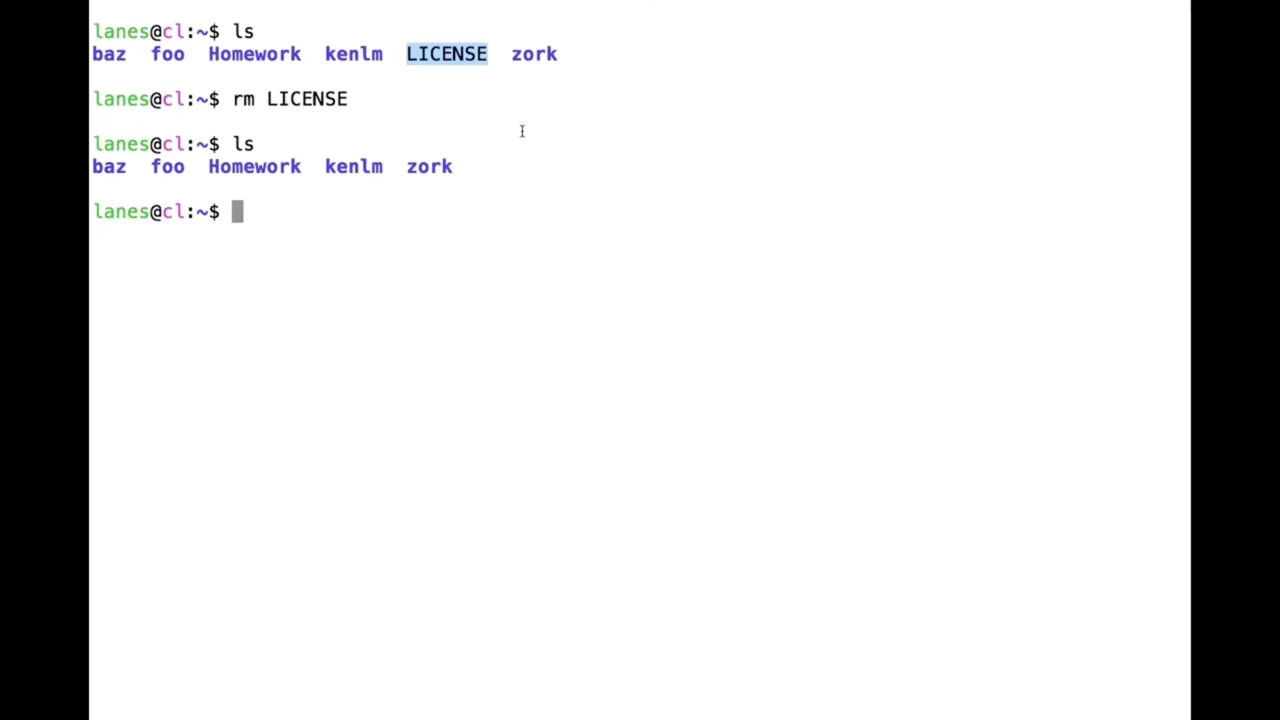 lanes@cl:~$ ls
baz  foo  Homework  kenlm  LICENSE  zork
lanes@cl:~$ rm LICENSE
lanes@cl:~$ ls
baz  foo  Homework  kenlm  zork
lanes@cl:~$